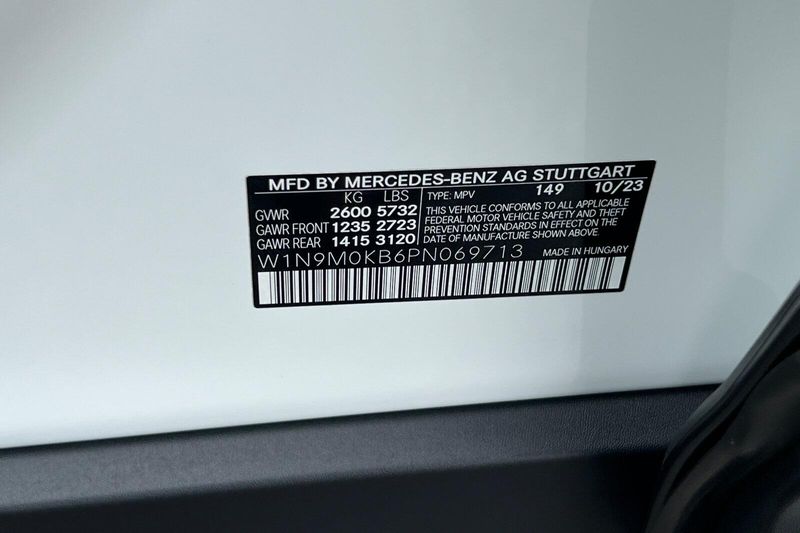 MFD BY MERCEDES-BENZ AG STUTTGART
KG LBS TYPE: MPV 149 10/23
GVWR 2600 5732 THIS VEHICLE CONFORMS TO ALL APPLICABLE
GAWR FRONT 1235 2723 FEDERAL MOTOR VEHICLE SAFETY AND THEFT
GAWR REAR 1415 3120 PREVENTION STANDARDS IN EFFECT ON THE
DATE OF MANUFACTURE SHOWN ABOVE.
W1N9M0KB6PN069713 MADE IN HUNGARY